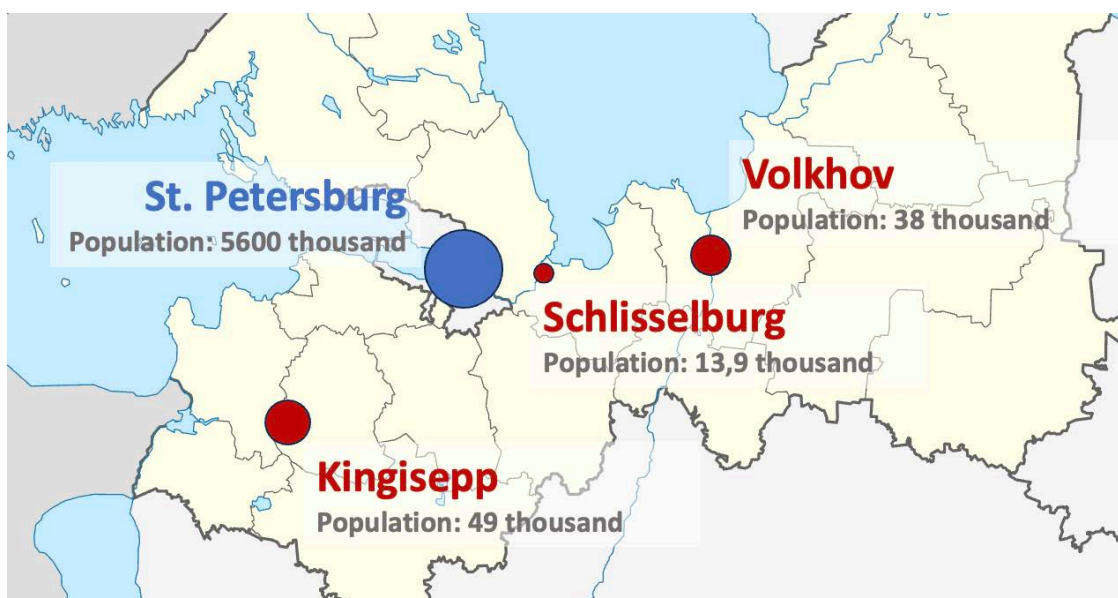 Volkhov
Population: 38 thousand
St. Petersburg
Population: 5600 thousand
Schlisselburg
Population: 13,9 thousand
Kingisepp
Population: 49 thousand